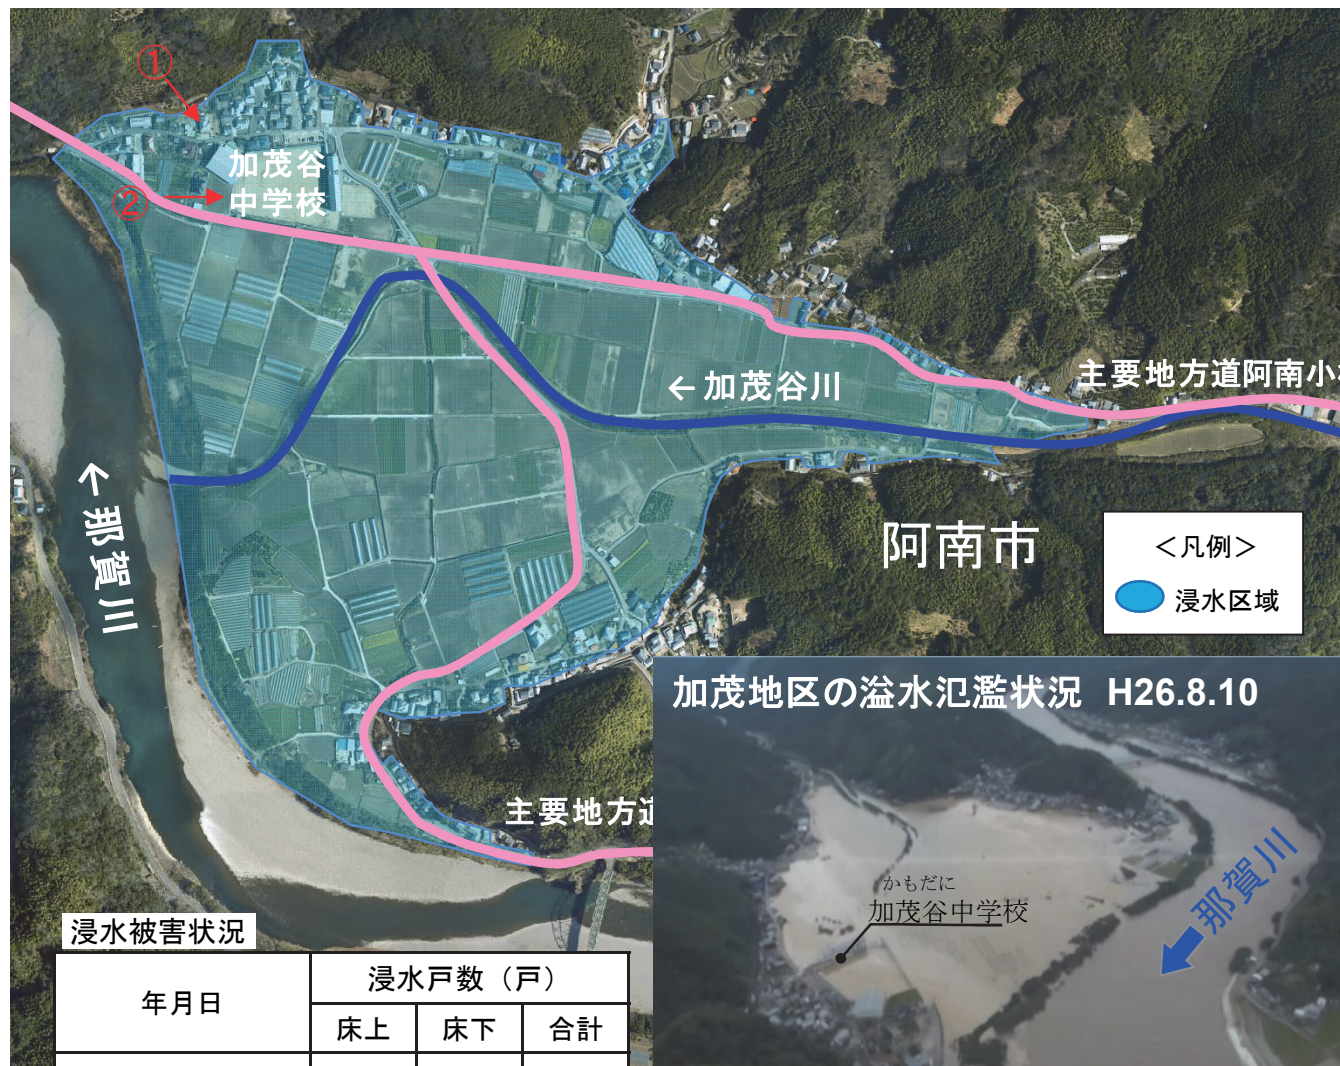 ①
加茂谷
中学校
②
←加茂谷川
主要地方道阿南小
←那賀川
阿南市
＜凡例＞
浸水区域
主要地方道
加茂地区の溢水氾濫状況 H26.8.10
かもだに
加茂谷中学校
那賀川
浸水被害状況
年月日
浸水戸数（戸）
床上
床下
合計